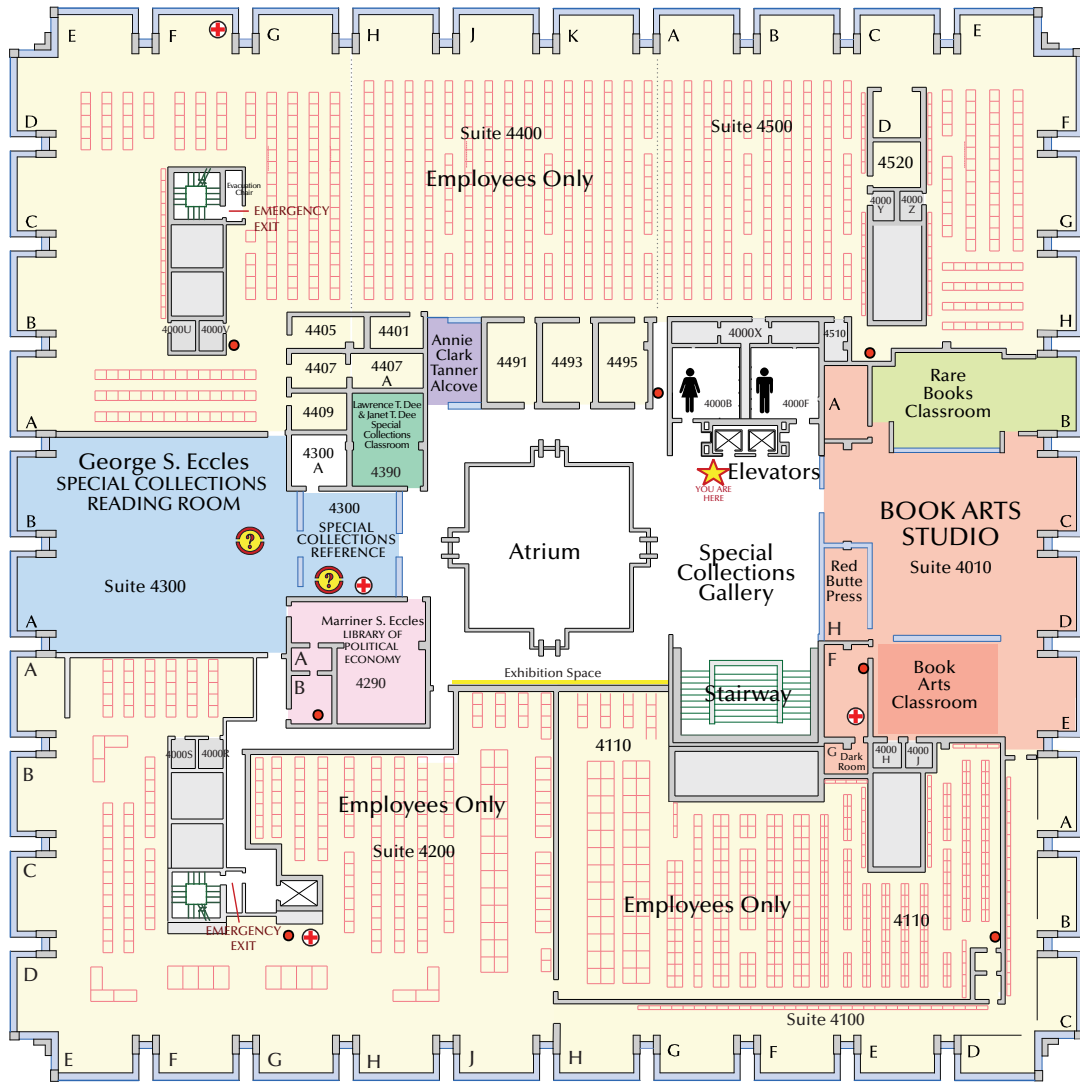 E
F
G
H
J
K
A
B
C
E
D
C
B
A
B
A
A
B
C
D
F
G
H
B
C
D
E
A
B
C
E
F
G
H
J
H
G
F
E
D
Suite 4400
Suite 4500
Employees Only
D
4520
4000
Y
4000
Z
Evacuation
Chair
EMERGENCY
EXIT
4000U
4000V
4405
4401
4407
4407
A
4409
4300
A
Lawrence T. Dee
& Janet T. Dee
Special
Collections
Classroom
4390
Annie
Clark
Tanner
Alcove
4491
4493
4495
4000X
4510
4000B
4000F
A
Rare
Books
Classroom
George S. Eccles
SPECIAL COLLECTIONS
READING ROOM
?
Suite 4300
4300
SPECIAL
COLLECTIONS
REFERENCE
?
Atrium
Elevators
YOU ARE
HERE
Special
Collections
Gallery
BOOK ARTS
STUDIO
Suite 4010
Red
Butte
Press
H
F
Book
Arts
Classroom
Marriner S. Eccles
LIBRARY OF
POLITICAL
ECONOMY
A
B
4290
Exhibition Space
Stairway
G
Dark
Room
4000
H
4000
J
4000S
4000R
4110
Employees Only
Suite 4200
EMERGENCY
EXIT
Employees Only
4110
Suite 4100